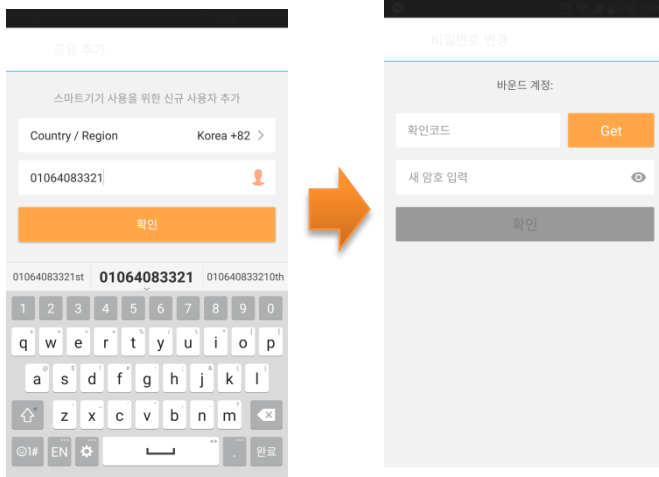 공유 추가
스마트기기 사용을 위한 신규 사용자 추가
Country / Region Korea +82 >
01064083321
확인
01064083321st 01064083321 010640833210th
1 2 3 4 5 6 7 8 9 0
q w e r t y u i o p
a s d f g h j k l
z x c v b n m
☺1# EN . 완료
비밀번호 변경
바운드 계정:
확인코드 Get
새 암호 입력
확인